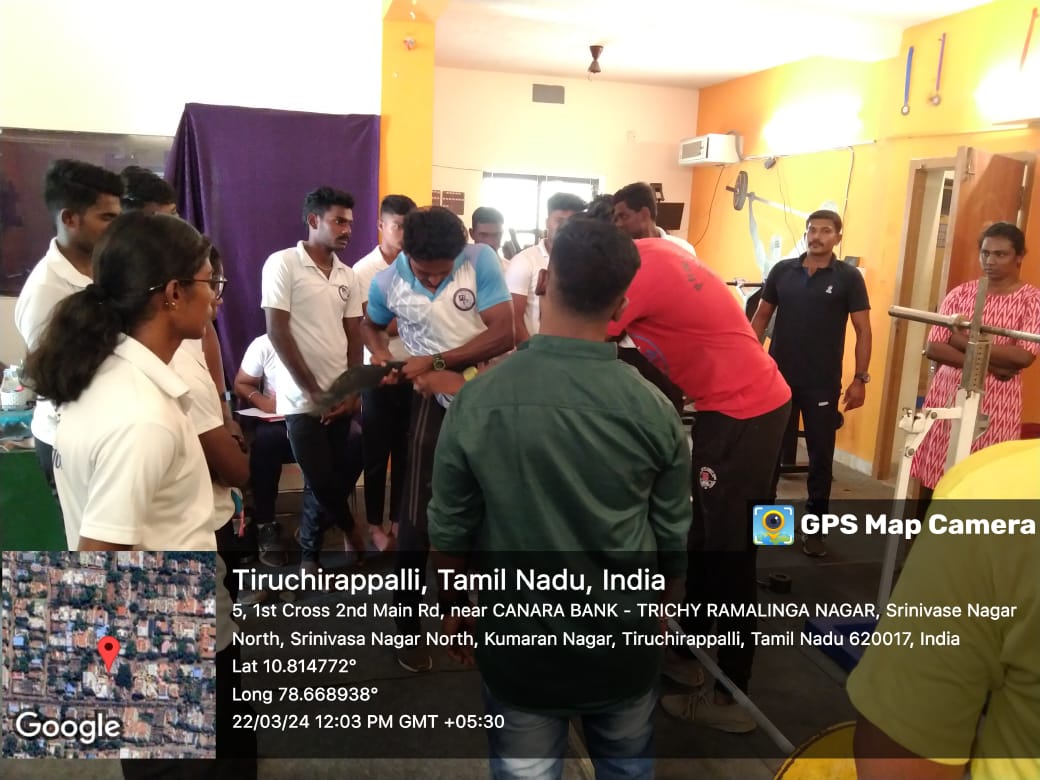 GPS Map Camera
Tiruchirappalli, Tamil Nadu, India
5, 1st Cross 2nd Main Rd, near CANARA BANK - TRICHY RAMALINGA NAGAR, Srinivase Nagar
North, Srinivasa Nagar North, Kumaran Nagar, Tiruchirappalli, Tamil Nadu 620017, India
Lat 10.814772°
Long 78.668938°
22/03/24 12:03 PM GMT +05:30
Google